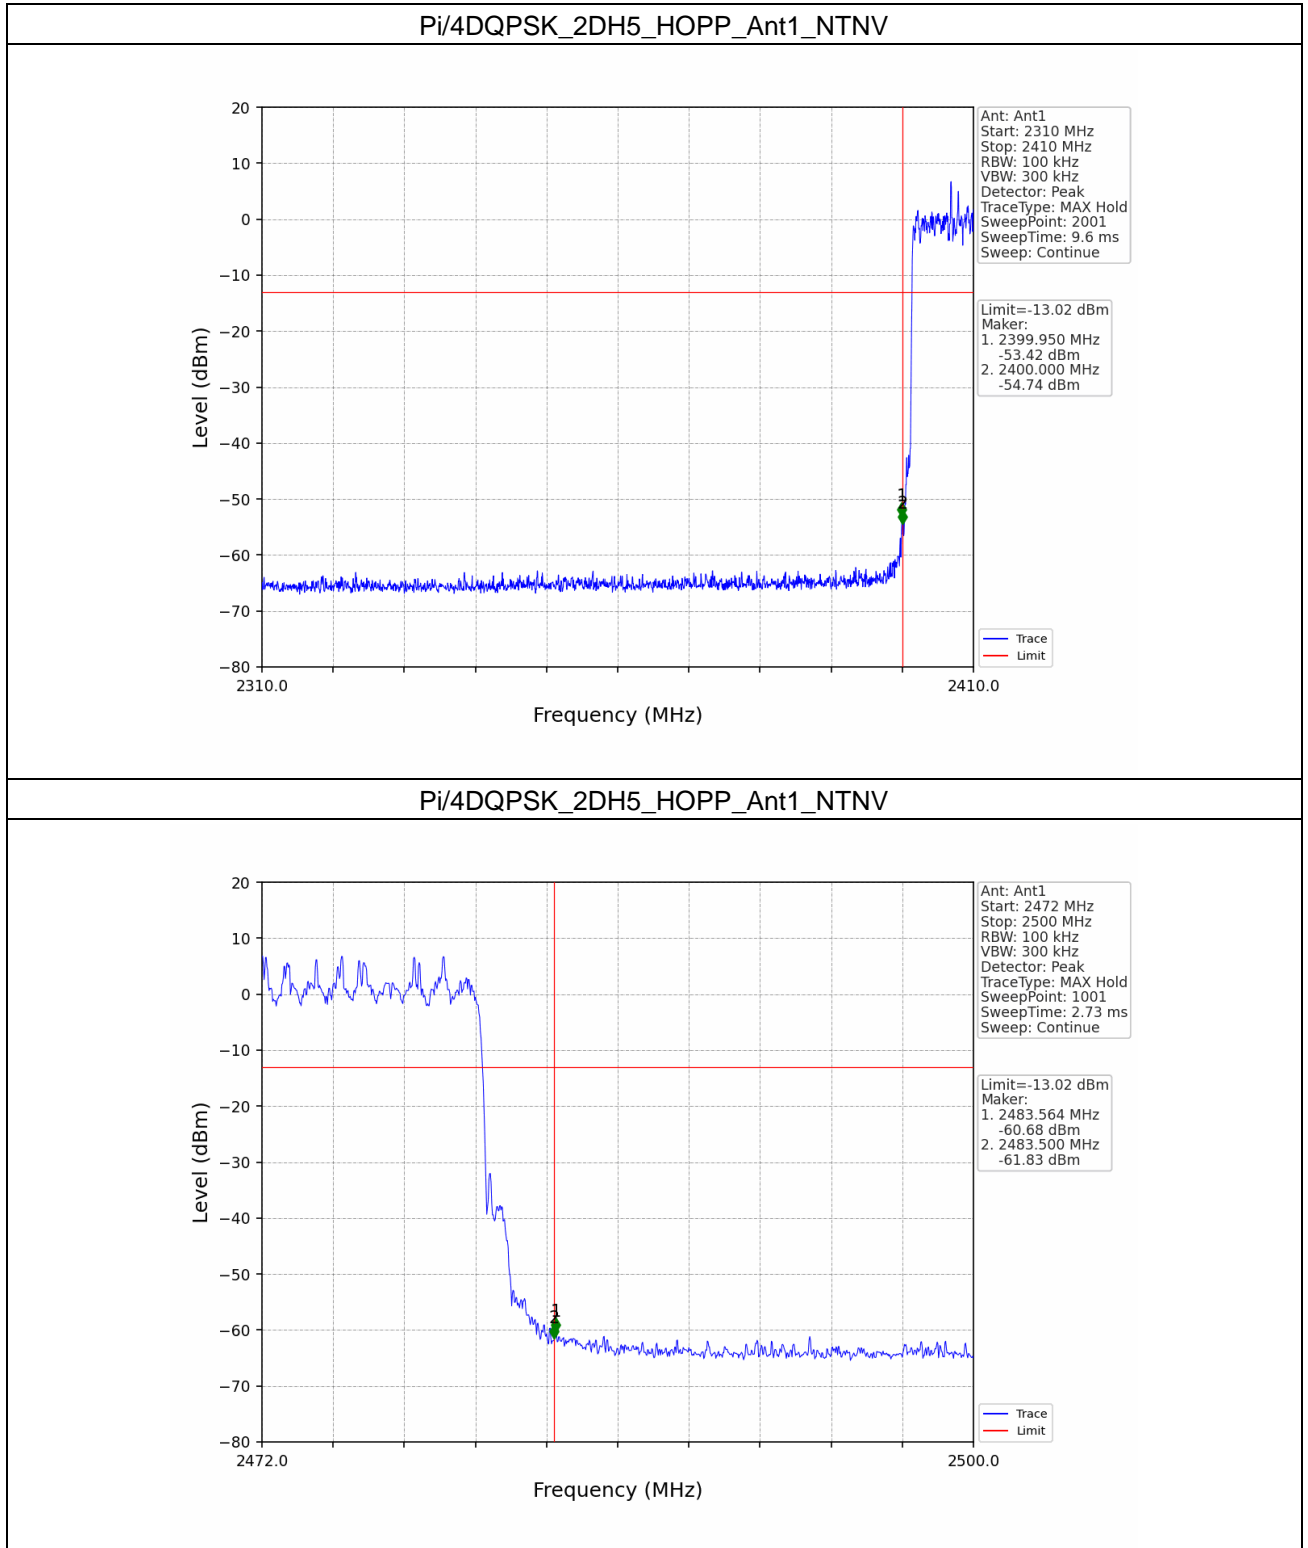 Pi/4DQPSK_2DH5_HOPP_Ant1_NTNV
20
10
0
−10
−20
−30
−40
−50
−60
−70
−80
Level (dBm)
1
2
2310.0
2410.0
Frequency (MHz)
Ant: Ant1
Start: 2310 MHz
Stop: 2410 MHz
RBW: 100 kHz
VBW: 300 kHz
Detector: Peak
TraceType: MAX Hold
SweepPoint: 2001
SweepTime: 9.6 ms
Sweep: Continue
Limit=-13.02 dBm
Maker:
1. 2399.950 MHz
-53.42 dBm
2. 2400.000 MHz
-54.74 dBm
Trace
Limit
Pi/4DQPSK_2DH5_HOPP_Ant1_NTNV
20
10
0
−10
−20
−30
−40
−50
−60
−70
−80
Level (dBm)
1
2
2472.0
2500.0
Frequency (MHz)
Ant: Ant1
Start: 2472 MHz
Stop: 2500 MHz
RBW: 100 kHz
VBW: 300 kHz
Detector: Peak
TraceType: MAX Hold
SweepPoint: 1001
SweepTime: 2.73 ms
Sweep: Continue
Limit=-13.02 dBm
Maker:
1. 2483.564 MHz
-60.68 dBm
2. 2483.500 MHz
-61.83 dBm
Trace
Limit